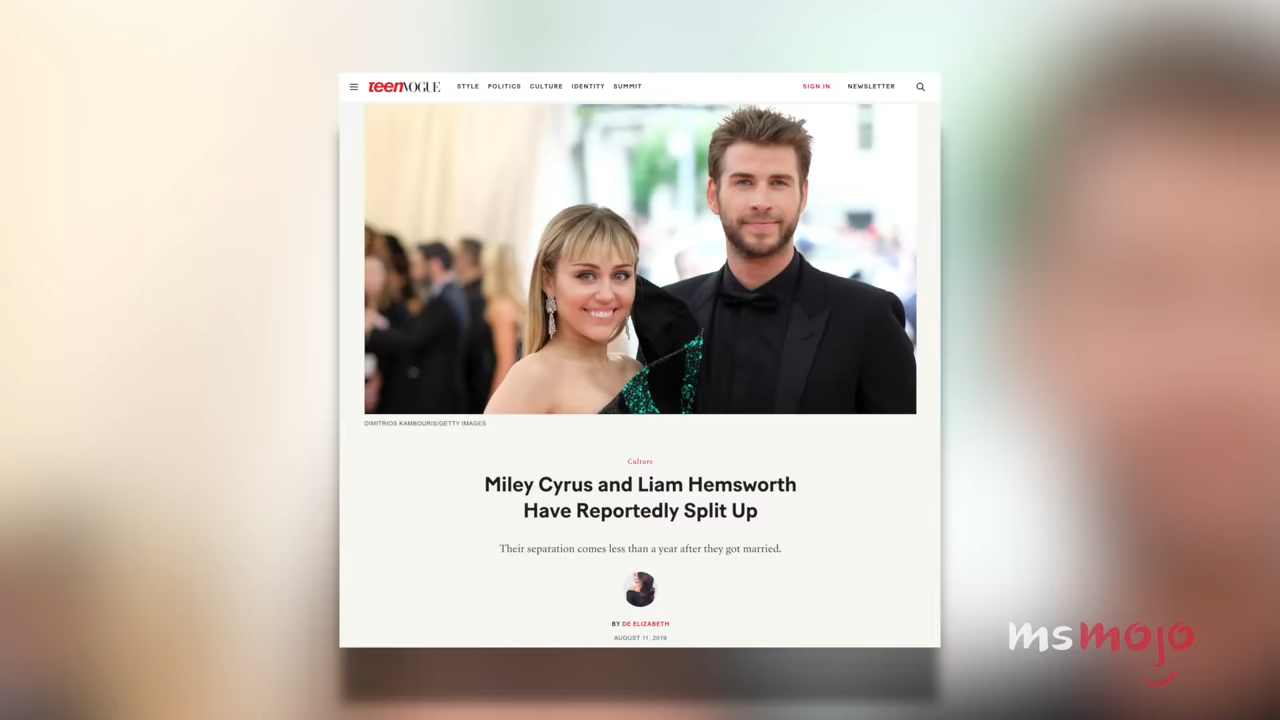 teenVOGUE STYLE POLITICS CULTURE IDENTITY SUMMIT SIGN IN NEWSLETTER
DIMITRIOS KAMBOURIS/GETTY IMAGES
Culture
Miley Cyrus and Liam Hemsworth
Have Reportedly Split Up
Their separation comes less than a year after they got married.
BY DE ELIZABETH
AUGUST 11, 2019
msmojo